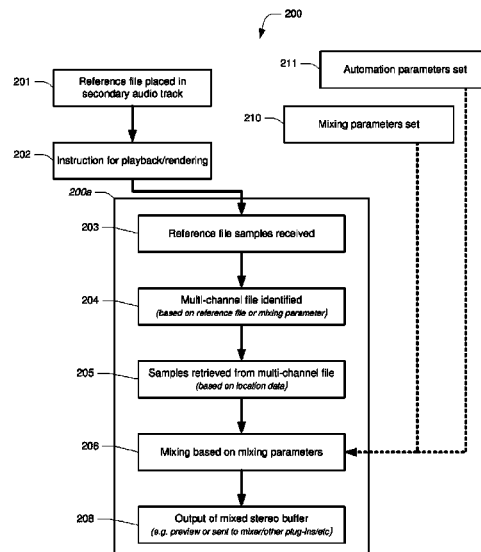 200
211
Automation parameters set
201
Reference file placed in
secondary audio track
210
Mixing parameters set
202
Instruction for playback/rendering
200a
203
Reference file samples received
204
Multi-channel file identified
(based on reference file or mixing parameter)
205
Samples retrieved from multi-channel file
(based on location data)
206
Mixing based on mixing parameters
208
Output of mixed stereo buffer
(e.g. preview or sent to mixer/other plug-ins/etc)